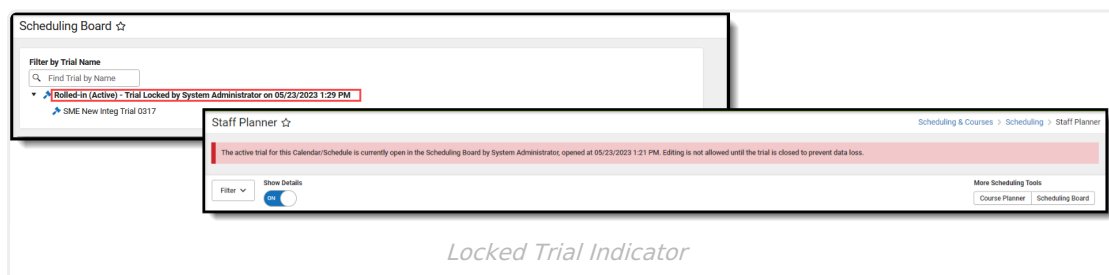 Scheduling Board
Filter by Trial Name
Find Trial by Name
Rolled-in (Active) - Trial Locked by System Administrator on 05/23/2023 1:29 PM
SME New Integ Trial 0317
Staff Planner
Scheduling & Courses > Scheduling > Staff Planner
The active trial for this Calendar/Schedule is currently open in the Scheduling Board by System Administrator, opened at 05/23/2023 1:21 PM. Editing is not allowed until the trial is closed to prevent data loss.
Filter
Show Details
ON
More Scheduling Tools
Course Planner
Scheduling Board
Locked Trial Indicator